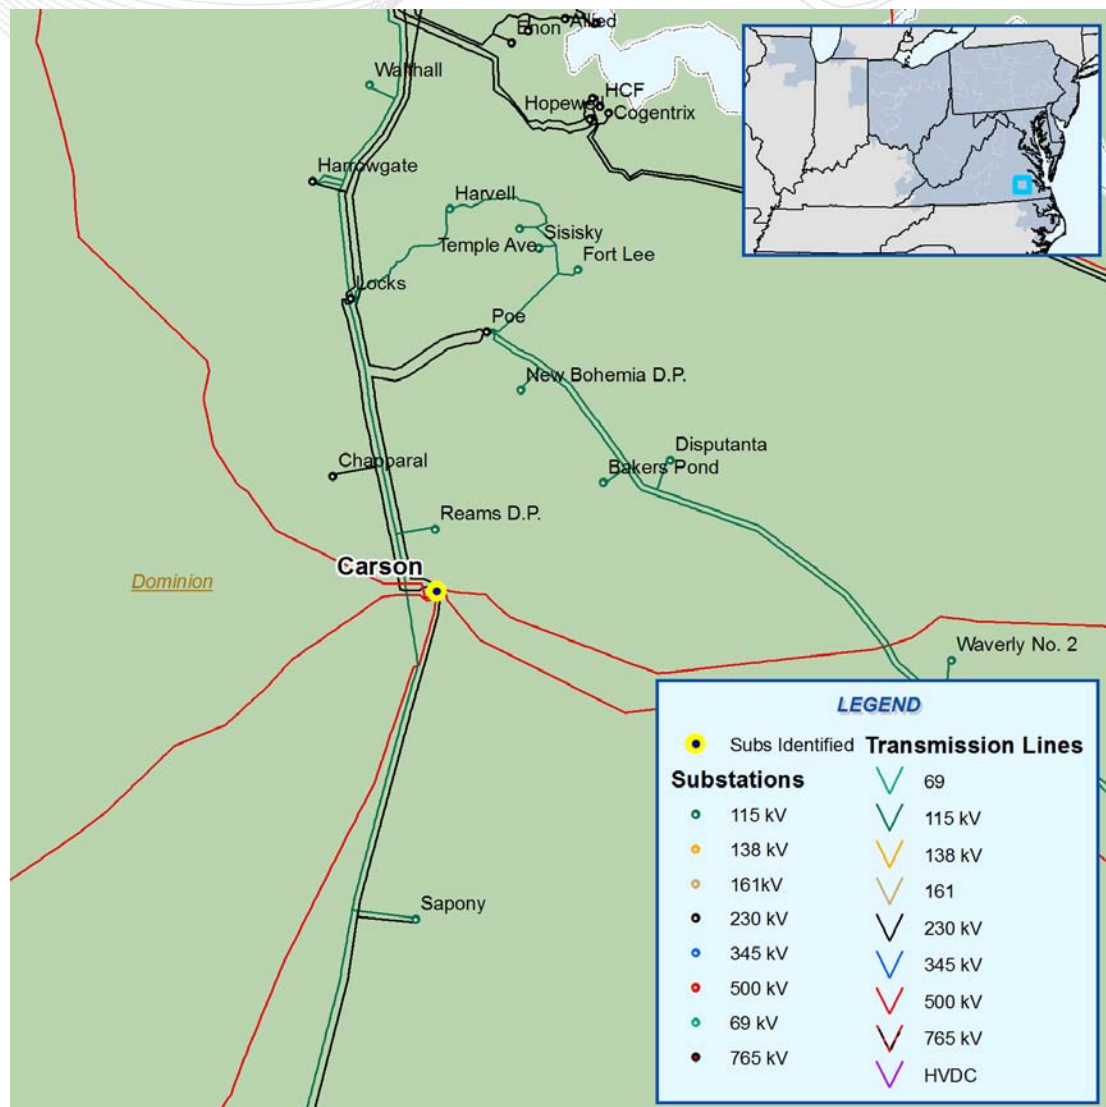 Enon
Allied
Walthall
HCF
Hopewell
Cogentrix
Harrowgate
Harvell
Sisisky
Temple Ave
Fort Lee
Locks
Poe
New Bohemia D.P.
Disputanta
Chapparal
Bakers Pond
Reams D.P.
Carson
Dominion
Waverly No. 2
Sapony
LEGEND
Subs Identified
Substations
115 kV
138 kV
161kV
230 kV
345 kV
500 kV
69 kV
765 kV
Transmission Lines
69
115 kV
138 kV
161
230 kV
345 kV
500 kV
765 kV
HVDC